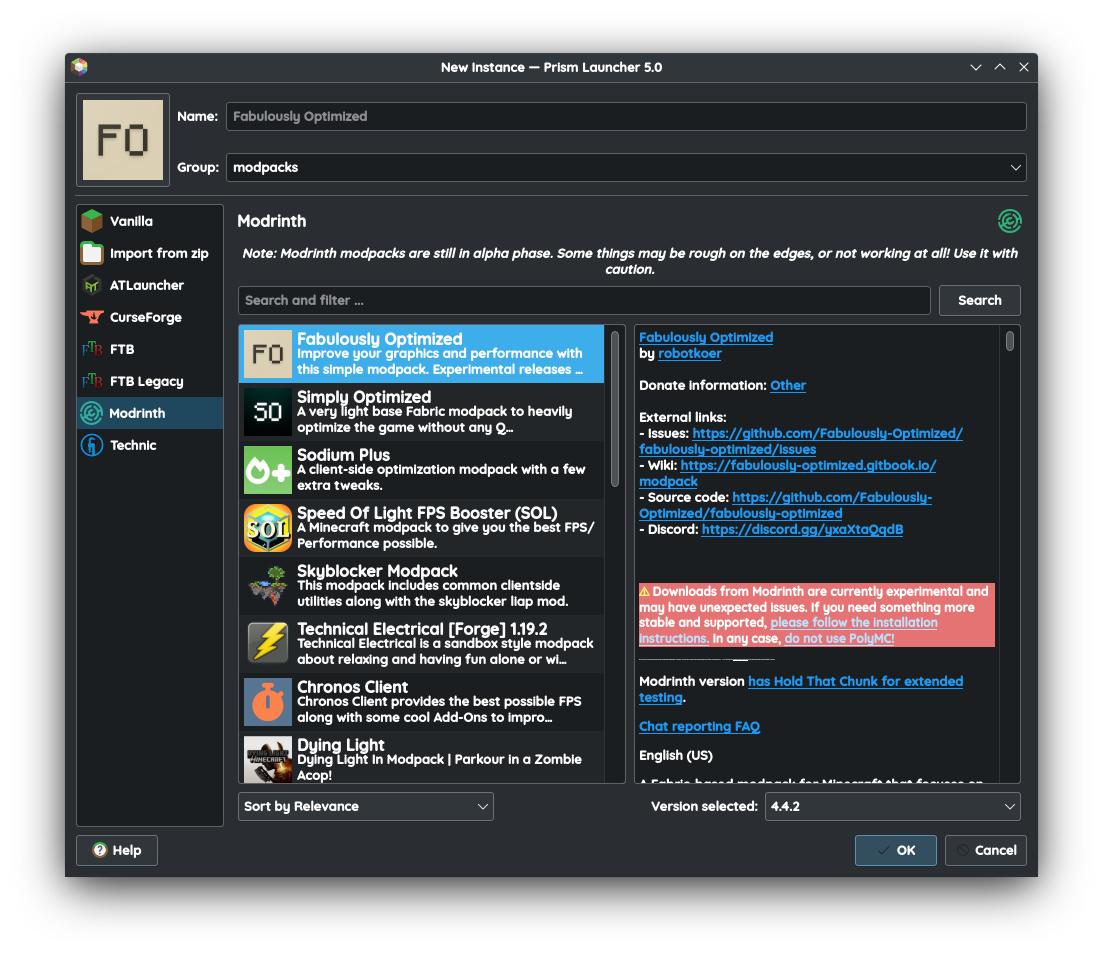 New Instance — Prism Launcher 5.0
FO
Name:
Fabulously Optimized
Group:
modpacks
Vanilla
Import from zip
ATLauncher
CurseForge
FTB
FTB Legacy
Modrinth
Technic
Modrinth
Note: Modrinth modpacks are still in alpha phase. Some things may be rough on the edges, or not working at all! Use it with
caution.
Search and filter ...
Search
FO
Fabulously Optimized
Improve your graphics and performance with
this simple modpack. Experimental releases ...
SO
Simply Optimized
A very light base Fabric modpack to heavily
optimize the game without any Q...
Sodium Plus
A client-side optimization modpack with a few
extra tweaks.
SOL
Speed Of Light FPS Booster (SOL)
A Minecraft modpack to give you the best FPS/
Performance possible.
Skyblocker Modpack
This modpack includes common clientside
utilities along with the skyblocker liap mod.
Technical Electrical [Forge] 1.19.2
Technical Electrical is a sandbox style modpack
about relaxing and having fun alone or wi...
Chronos Client
Chronos Client provides the best possible FPS
along with some cool Add-Ons to impro...
Dying Light
Dying Light In Modpack | Parkour in a Zombie
Acop!
Fabulously Optimized
by robotkoer
Donate information: Other
External links:
- Issues: https://github.com/Fabulously-Optimized/
fabulously-optimized/issues
- Wiki: https://fabulously-optimized.gitbook.io/
modpack
- Source code: https://github.com/Fabulously-
Optimized/fabulously-optimized
- Discord: https://discord.gg/yxaXtaQqdB
⚠ Downloads from Modrinth are currently experimental and
may have unexpected issues. If you need something more
stable and supported, please follow the installation
instructions. In any case, do not use PolyMC!
Modrinth version has Hold That Chunk for extended
testing.
Chat reporting FAQ
English (US)
A Fabric-based modpack for Minecraft that focuses on
Sort by Relevance
Version selected:
4.4.2
Help
OK
Cancel